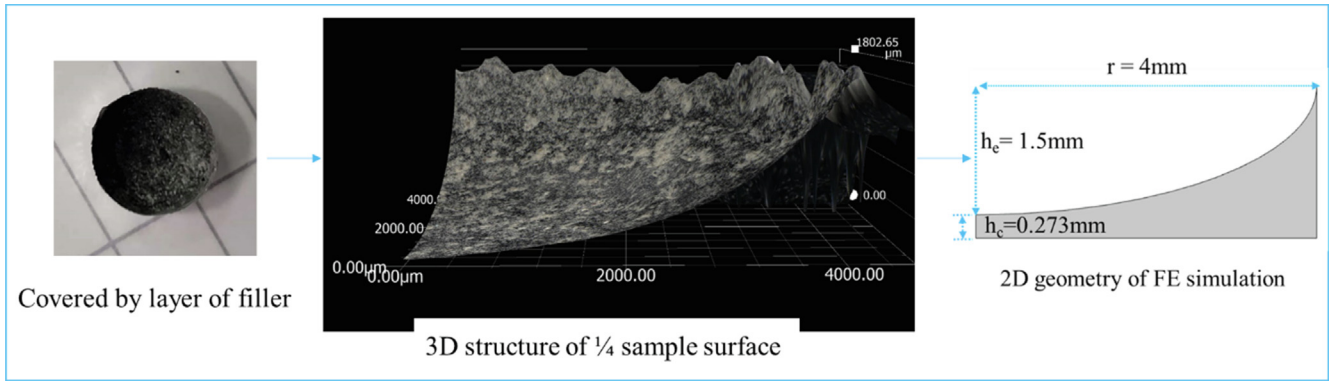 Covered by layer of filler
1802.65
µm
4000.
0.00
2000.00
0.00µm
0.00µm
2000.00
4000.00
3D structure of ¼ sample surface
r = 4mm
he= 1.5mm
hc=0.273mm
2D geometry of FE simulation